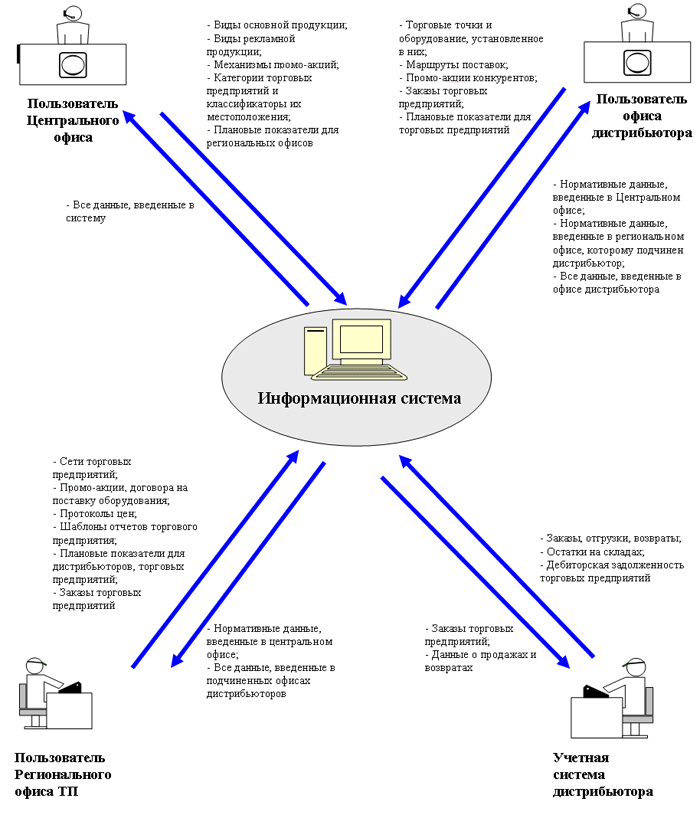 - Виды основной продукции;
- Виды рекламной
продукции;
- Механизмы промо-акций;
- Категории торговых
предприятий и
классификаторы их
местоположения;
- Плановые показатели для
региональных офисов
- Торговые точки и
оборудование, установленное
в них;
- Маршруты поставок;
- Промо-акции конкурентов;
- Заказы торговых
предприятий;
- Плановые показатели для
торговых предприятий
Пользователь
Центрального
офиса
Пользователь
офиса
дистрибьютора
- Все данные, введенные в
систему
- Нормативные данные,
введенные в Центральном
офисе;
- Нормативные данные,
введенные в региональном
офисе, которому подчинен
дистрибьютор;
- Все данные, введенные в
офисе дистрибьютора
Информационная система
- Сети торговых
предприятий;
- Промо-акции, договора на
поставку оборудования;
- Протоколы цен;
- Шаблоны отчетов торгового
предприятия;
- Плановые показатели для
дистрибьюторов, торговых
предприятий;
- Заказы торговых
предприятий
- Заказы, отгрузки, возвраты;
- Остатки на складах;
- Дебиторская задолженность
торговых предприятий
- Нормативные данные,
введенные в центральном
офисе;
- Все данные, введенные в
подчиненных офисах
дистрибьюторов
- Заказы торговых
предприятий;
- Данные о продажах и
возвратах
Пользователь
Регионального
офиса ТП
Учетная
система
дистрибьютора